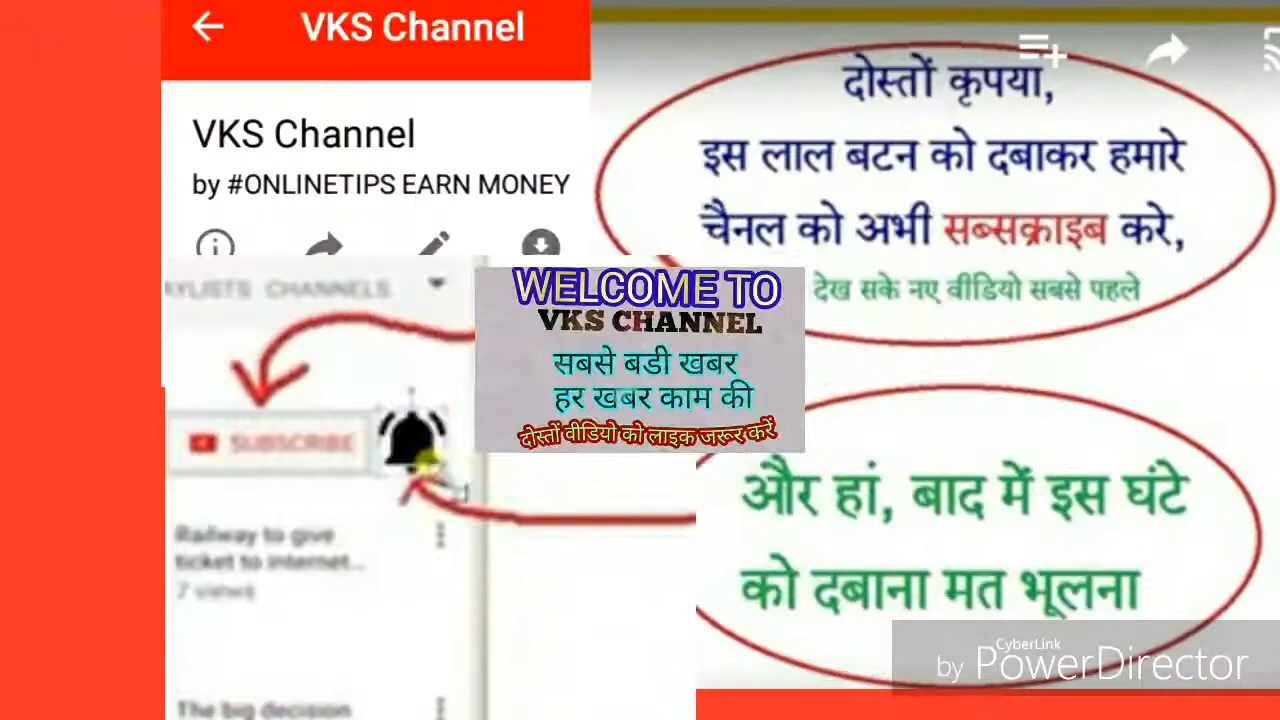 VKS Channel
VKS Channel
by #ONLINETIPS EARN MONEY
AYLISTS CHANNELS
SUBSCRIBE
Railway to give
ticket to internet...
7 views
The big decision
दोस्तों कृपया,
इस लाल बटन को दबाकर हमारे
चैनल को अभी सब्सक्राइब करे,
देख सके नए वीडियो सबसे पहले
WELCOME TO
VKS CHANNEL
सबसे बडी खबर
हर खबर काम की
दोस्तों वीडियो को लाइक जरूर करें
और हां, बाद में इस घंटे
को दबाना मत भूलना
CyberLink
by PowerDirector